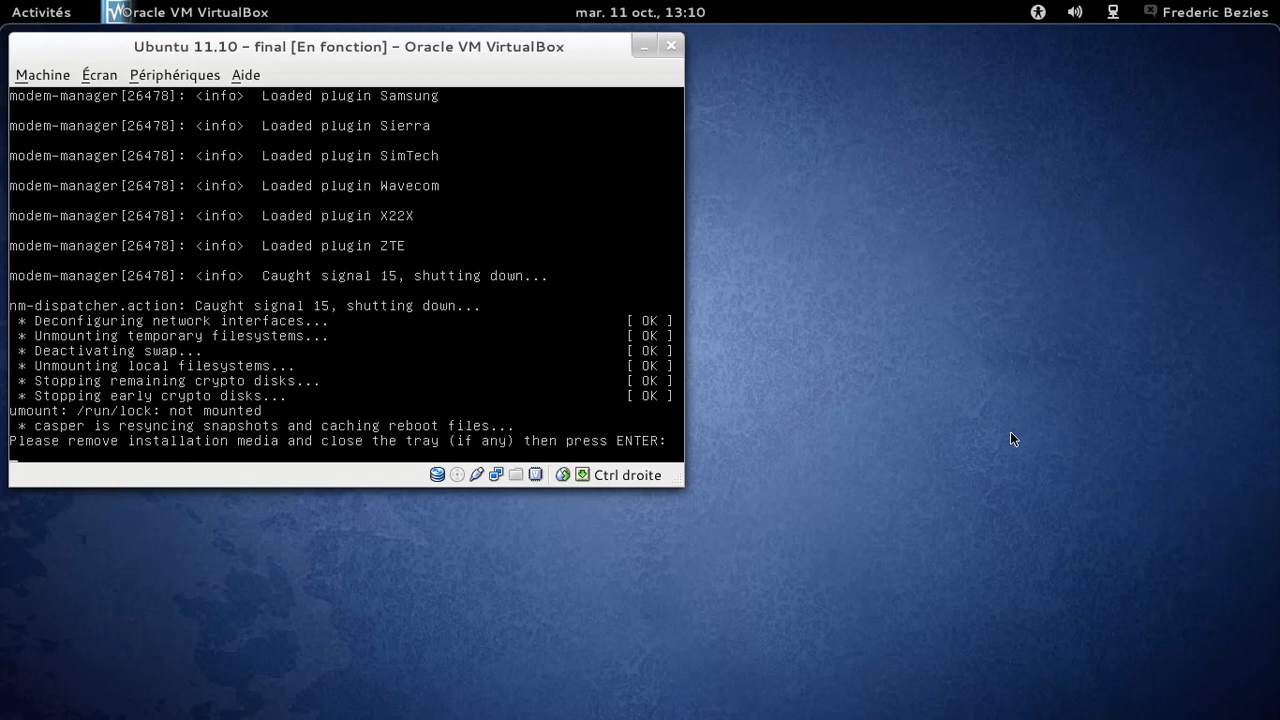 Activités
Oracle VM VirtualBox
mar. 11 oct., 13:10
Frederic Bezies
Ubuntu 11.10 - final [En fonction] - Oracle VM VirtualBox
Machine Écran Périphériques Aide
modem-manager[26478]: <info>  Loaded plugin Samsung
modem-manager[26478]: <info>  Loaded plugin Sierra
modem-manager[26478]: <info>  Loaded plugin SimTech
modem-manager[26478]: <info>  Loaded plugin Wavecom
modem-manager[26478]: <info>  Loaded plugin X22X
modem-manager[26478]: <info>  Loaded plugin ZTE
modem-manager[26478]: <info>  Caught signal 15, shutting down...
nm-dispatcher.action: Caught signal 15, shutting down...
* Deconfiguring network interfaces... [ OK ]
* Unmounting temporary filesystems... [ OK ]
* Deactivating swap... [ OK ]
* Unmounting local filesystems... [ OK ]
* Stopping remaining crypto disks... [ OK ]
* Stopping early crypto disks... [ OK ]
umount: /run/lock: not mounted
* casper is resyncing snapshots and caching reboot files...
Please remove installation media and close the tray (if any) then press ENTER:
Ctrl droite